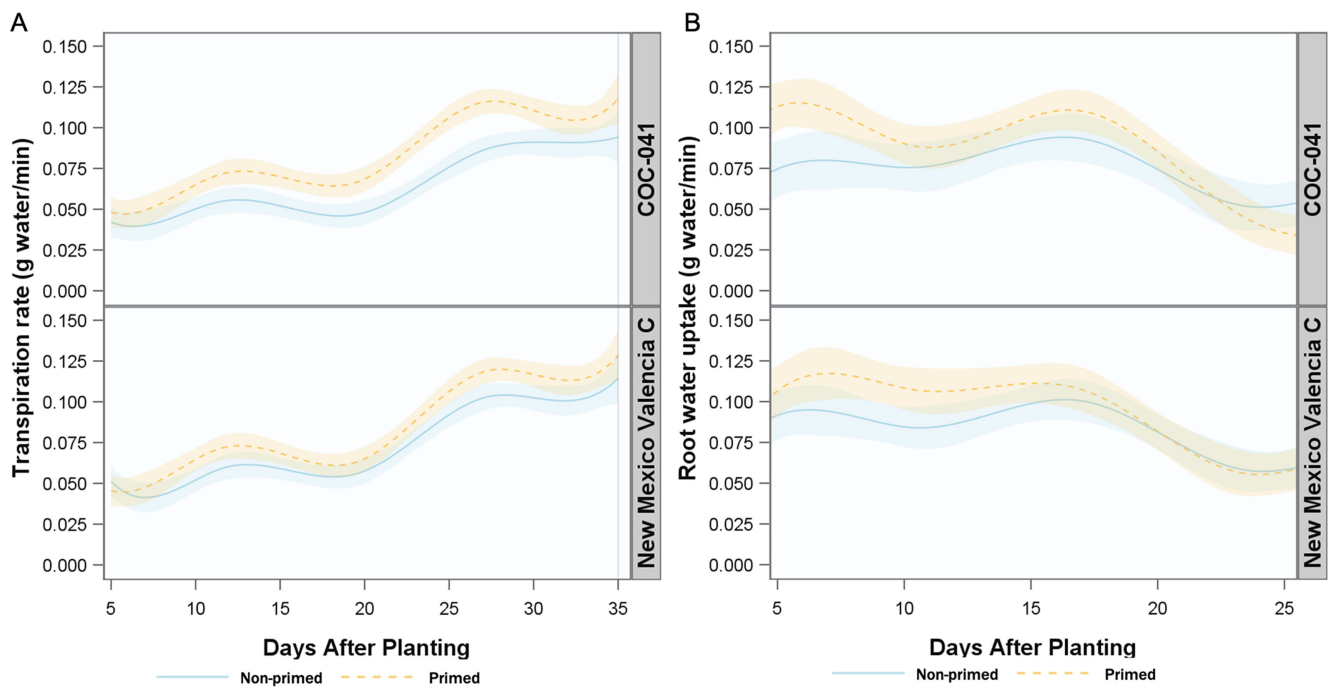 A
Transpiration rate (g water/min)
0.150
0.125
0.100
0.075
0.050
0.025
0.000
COC-041
0.150
0.125
0.100
0.075
0.050
0.025
0.000
New Mexico Valencia C
5 10 15 20 25 30 35
Days After Planting
Non-primed Primed
B
Root water uptake (g water/min)
0.150
0.125
0.100
0.075
0.050
0.025
0.000
COC-041
0.150
0.125
0.100
0.075
0.050
0.025
0.000
New Mexico Valencia C
5 10 15 20 25
Days After Planting
Non-primed Primed